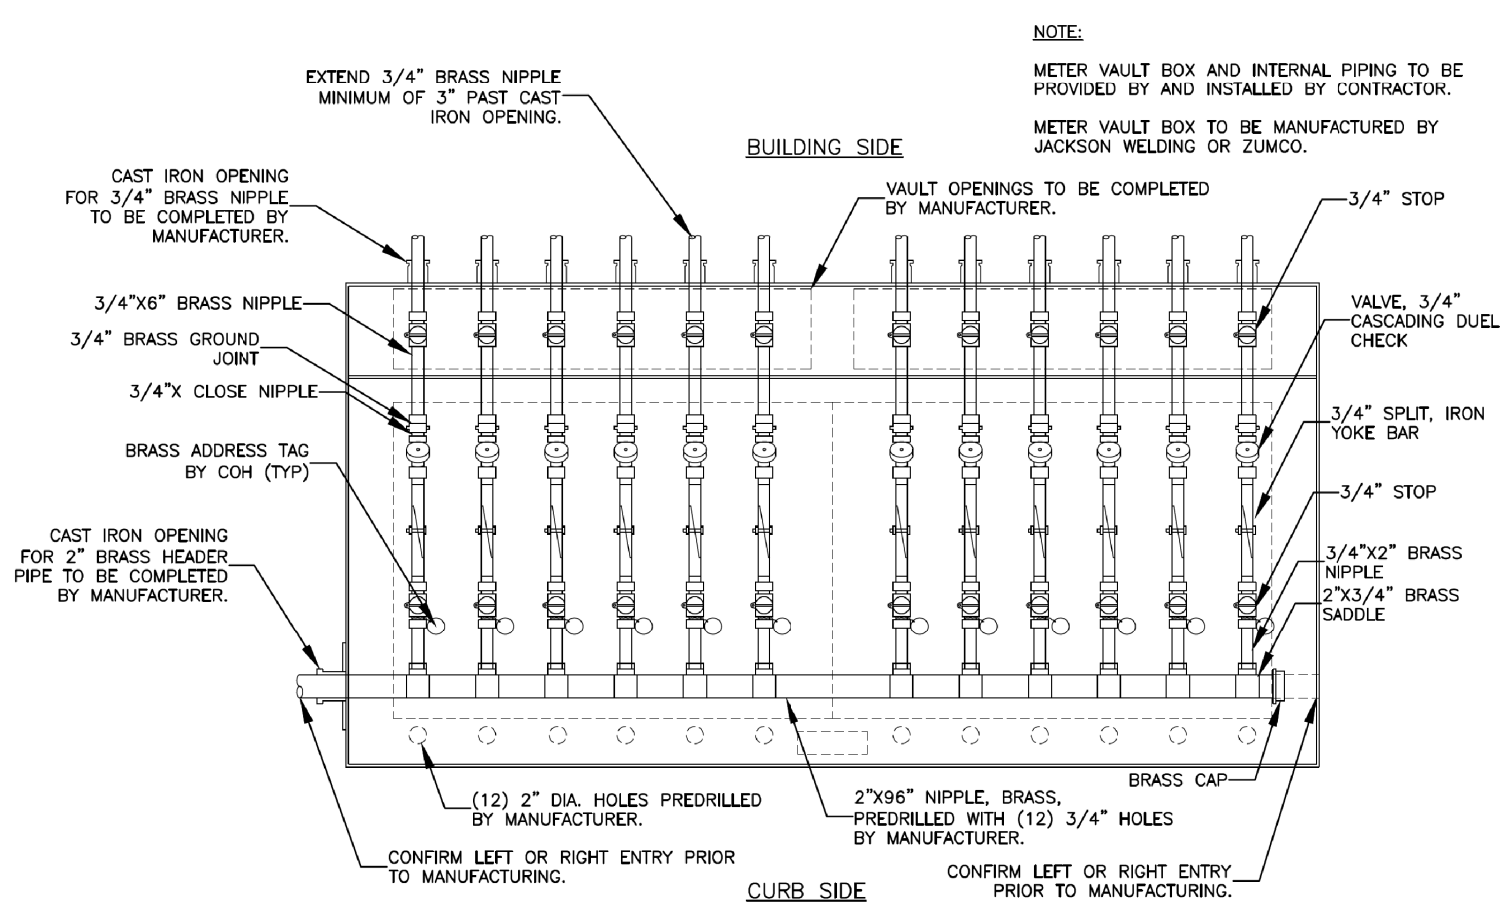 NOTE:
METER VAULT BOX AND INTERNAL PIPING TO BE
PROVIDED BY AND INSTALLED BY CONTRACTOR.
METER VAULT BOX TO BE MANUFACTURED BY
JACKSON WELDING OR ZUMCO.
EXTEND 3/4" BRASS NIPPLE
MINIMUM OF 3" PAST CAST
IRON OPENING.
BUILDING SIDE
CAST IRON OPENING
FOR 3/4" BRASS NIPPLE
TO BE COMPLETED BY
MANUFACTURER.
VAULT OPENINGS TO BE COMPLETED
BY MANUFACTURER.
3/4" STOP
3/4"X6" BRASS NIPPLE
3/4" BRASS GROUND
JOINT
3/4"X CLOSE NIPPLE
VALVE, 3/4"
CASCADING DUEL
CHECK
BRASS ADDRESS TAG
BY COH (TYP)
3/4" SPLIT, IRON
YOKE BAR
3/4" STOP
CAST IRON OPENING
FOR 2" BRASS HEADER
PIPE TO BE COMPLETED
BY MANUFACTURER.
3/4"X2" BRASS
NIPPLE
2"X3/4" BRASS
SADDLE
BRASS CAP
(12) 2" DIA. HOLES PREDRILLED
BY MANUFACTURER.
2"X96" NIPPLE, BRASS,
PREDRILLED WITH (12) 3/4" HOLES
BY MANUFACTURER.
CONFIRM LEFT OR RIGHT ENTRY PRIOR
TO MANUFACTURING.
CONFIRM LEFT OR RIGHT ENTRY
PRIOR TO MANUFACTURING.
CURB SIDE